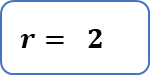 r = 2